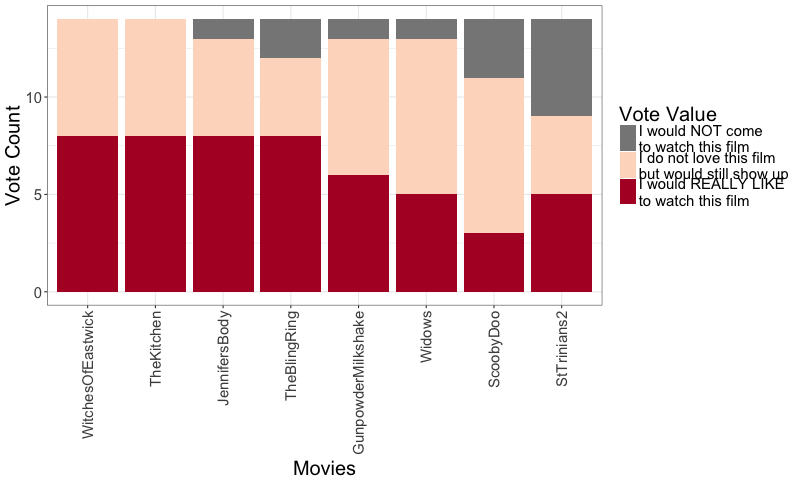 Vote Count
10
5
0
WitchesOfEastwick
TheKitchen
JennifersBody
TheBlingRing
GunpowderMilkshake
Widows
ScoobyDoo
StTrinians2
Movies
Vote Value
I would NOT come
to watch this film
I do not love this film
but would still show up
I would REALLY LIKE
to watch this film